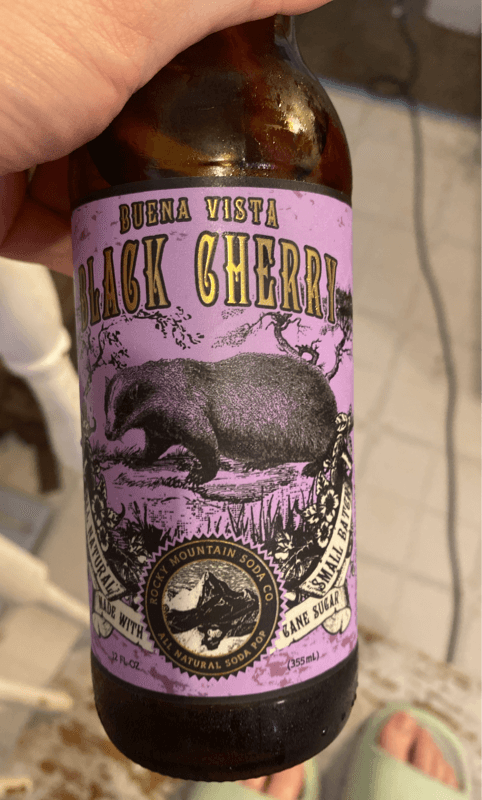 BUENA VISTA
BLACK CHERRY
NATURAL
SMALL BATCH
MADE WITH
CANE SUGAR
ROCKY MOUNTAIN SODA CO
ALL NATURAL SODA POP
12 FL OZ
(355mL)